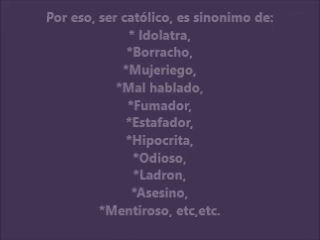 Por eso, ser católico, es sinonimo de:
* Idolatra,
*Borracho,
*Mujeriego,
*Mal hablado,
*Fumador,
*Estafador,
*Hipocrita,
*Odioso,
*Ladron,
*Asesino,
*Mentiroso, etc,etc.